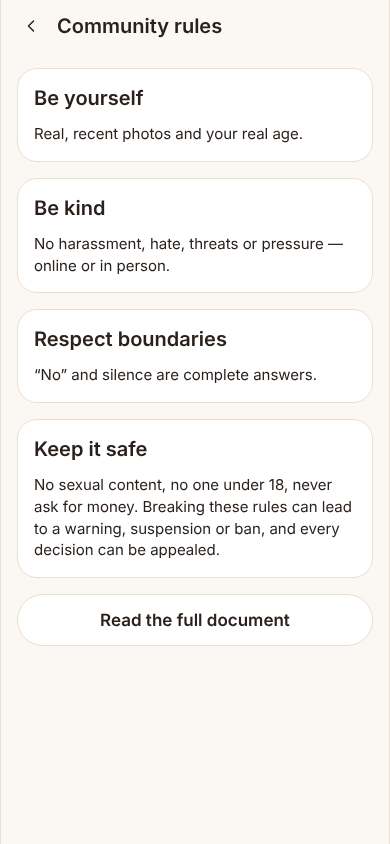 Community rules
Be yourself
Real, recent photos and your real age.
Be kind
No harassment, hate, threats or pressure —
online or in person.
Respect boundaries
“No” and silence are complete answers.
Keep it safe
No sexual content, no one under 18, never
ask for money. Breaking these rules can lead
to a warning, suspension or ban, and every
decision can be appealed.
Read the full document